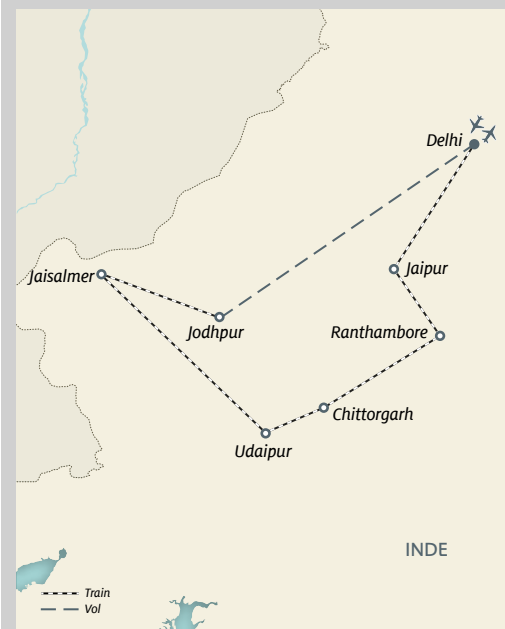 Delhi
Jaipur
Jaisalmer
Jodhpur
Ranthambore
Chittorgarh
Udaipur
INDE
Train
Vol